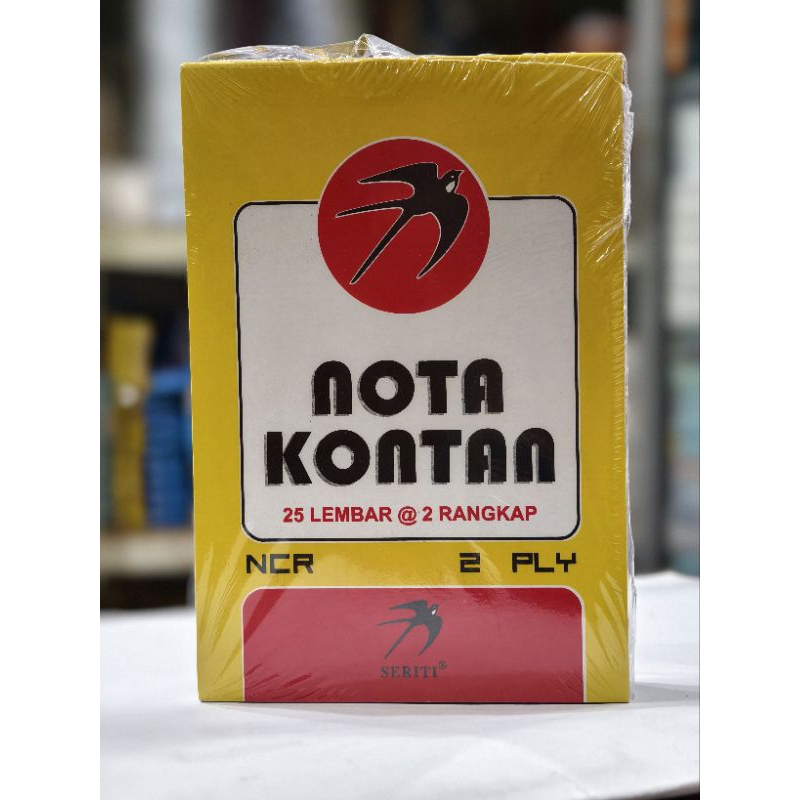 NOTA
KONTAN
25 LEMBAR @ 2 RANGKAP
NCR 2 PLY
SERITI®